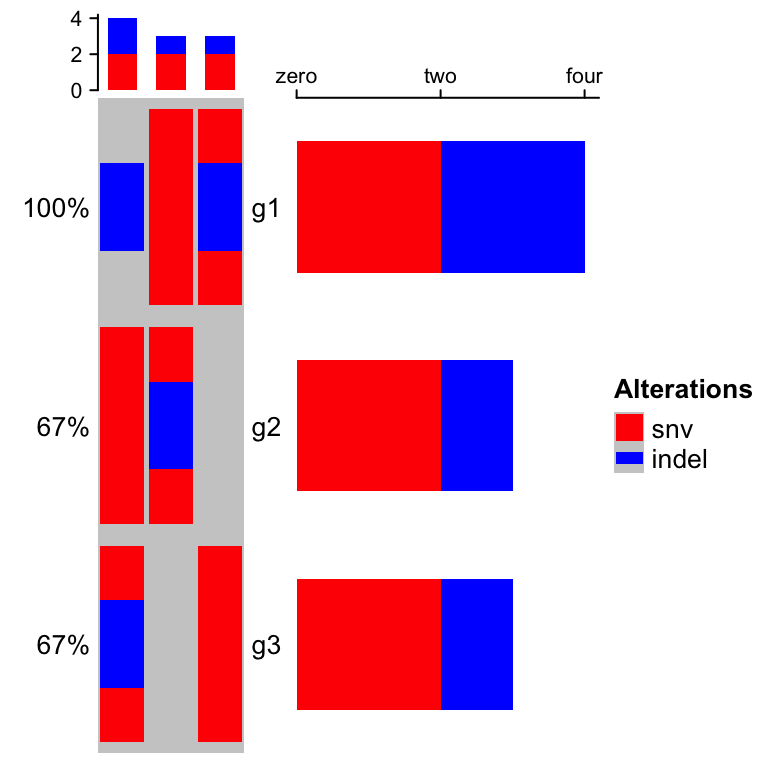 4
2
0
zero two four
100% g1
67% g2
67% g3
Alterations
snv
indel